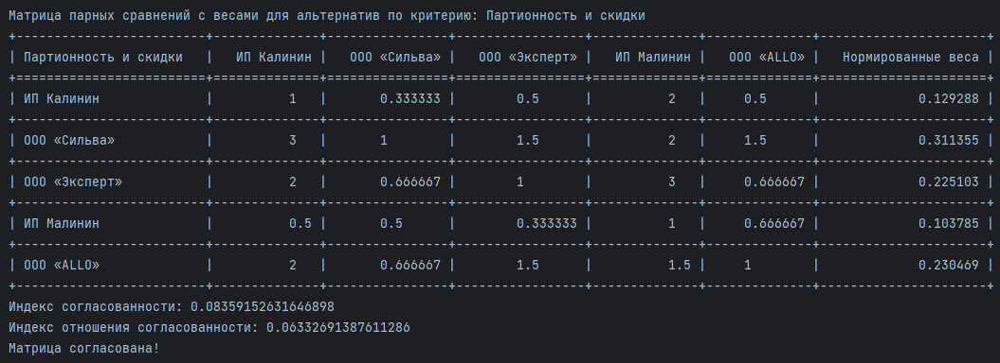 Матрица парных сравнений с весами для альтернатив по критерию: Партионность и скидки
+-------------------------+--------------+----------------+-----------------+--------------+--------------+----------------------+
| Партионность и скидки   |   ИП Калинин |   ООО «Сильва» |   ООО «Эксперт» |   ИП Малинин |   ООО «ALLO» |   Нормированные веса |
+=========================+==============+================+=================+==============+==============+======================+
| ИП Калинин              |          1   |       0.333333 |        0.5      |          2   |     0.5      |             0.129288 |
+-------------------------+--------------+----------------+-----------------+--------------+--------------+----------------------+
| ООО «Сильва»            |          3   |       1        |        1.5      |          2   |     1.5      |             0.311355 |
+-------------------------+--------------+----------------+-----------------+--------------+--------------+----------------------+
| ООО «Эксперт»           |          2   |       0.666667 |        1        |          3   |     0.666667 |             0.225103 |
+-------------------------+--------------+----------------+-----------------+--------------+--------------+----------------------+
| ИП Малинин              |          0.5 |       0.5      |        0.333333 |          1   |     0.666667 |             0.103785 |
+-------------------------+--------------+----------------+-----------------+--------------+--------------+----------------------+
| ООО «ALLO»              |          2   |       0.666667 |        1.5      |          1.5 |     1        |             0.230469 |
+-------------------------+--------------+----------------+-----------------+--------------+--------------+----------------------+
Индекс согласованности: 0.08359152631646898
Индекс отношения согласованности: 0.06332691387611286
Матрица согласована!